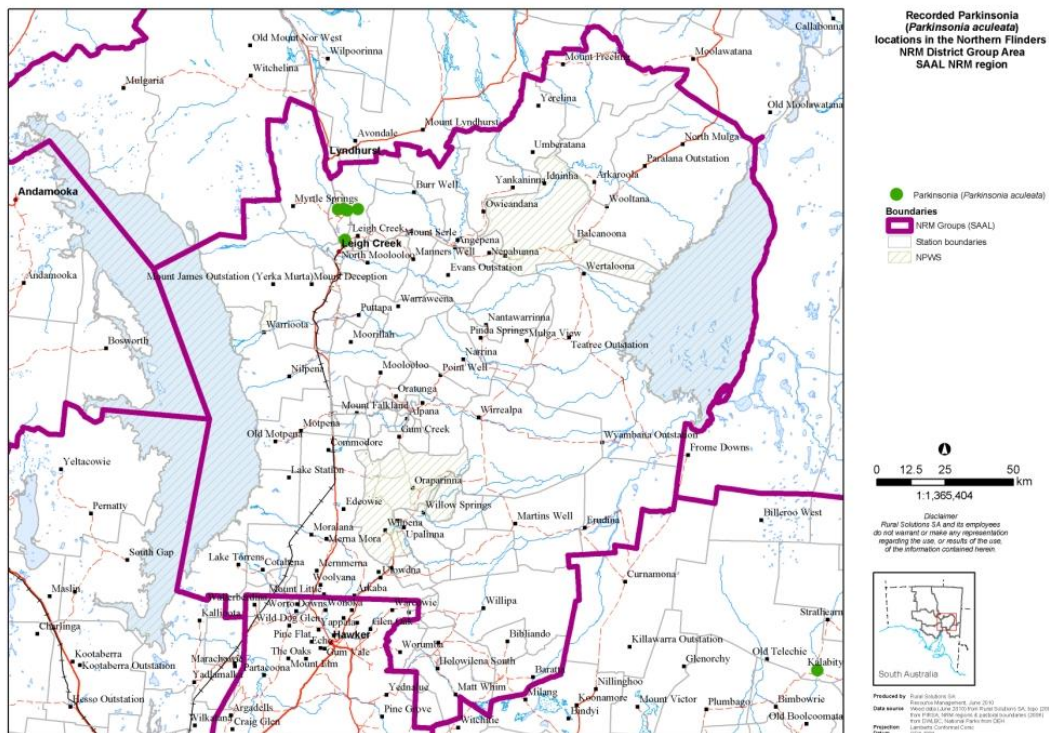 Recorded Parkinsonia
(Parkinsonia aculeata)
locations in the Northern Flinders
NRM District Group Area
SAAL NRM region
Parkinsonia (Parkinsonia aculeata)
Boundaries
NRM Groups (SAAL)
Station boundaries
NPWS
0 12.5 25 50
km
1:1,365,404
Disclaimer
Rural Solutions SA and its employees
do not warrant or make any representation
regarding the use, or results of the use,
of the information contained herein.
South Australia
Produced by Rural Solutions SA
Resource Management, June 2010
Data source
Projection Lamberts Conformal Conic
Callabonna
Old Mount Nor West
Wilpoorinna
Witchelina
Mulgaria
Moolawatana
Mount Freeling
Yerelina
Old Moolawatana
Mount Lyndhurst
Avondale
Lyndhurst
Umberatana
North Mulga
Paralana Outstation
Andamooka
Burr Well
Yankaninna
Idninha
Arkaroola
Myrtle Springs
Owieandana
Wooltana
Leigh Creek
Mount Serle
Angepena
Balcanoona
Leigh Creek
North Moolooloo
Manners Well
Nepabunna
Andamooka
Mount James Outstation (Yerka Murta)
Mount Deception
Evans Outstation
Wertaloona
Warraweena
Puttapa
Warrioota
Moorillah
Nantawarrinna
Pinda Springs
Mulga View
Teatree Outstation
Bosworth
Narrina
Nilpena
Moolooloo
Point Well
Oratunga
Mount Falkland
Alpana
Wirrealpa
Motpena
Gum Creek
Old Motpena
Commodore
Wyambana Outstation
Frome Downs
Yeltacowie
Lake Station
Oraparinna
Edeowie
Willow Springs
Pernatty
Moralana
Wilpena
Upalinna
Martins Well
Erudina
Billeroo West
Merna Mora
South Gap
Lake Torrens
Cotabena
Mernmerna
Woolyana
Mount Little
Arkaba
Curnamona
Maslin
Kallioota
Worto Downs
Wonoka
Warcowie
Willipa
Strathearn
Wild Dog Glen
Yappala
Glen Lyle
Charlinga
Pine Flat
Hawker
Worumba
Bibliando
Killawarra Outstation
Old Telechie
Kootaberra
Kootaberra Outstation
The Oaks
Gum Vale
Mount Elm
Partacoona
Yadlamalka
Holowilena South
Baratta
Glenorchy
Kalabity
Hesso Outstation
Yednalue
Matt Whim
Milang
Nillinghoo
Koonamore
Mount Victor
Plumbago
Bimbowrie
Argadells
Pine Grove
Bindyi
Wilkatana
Craig Glen
Witchitie
Old Boolcoomata